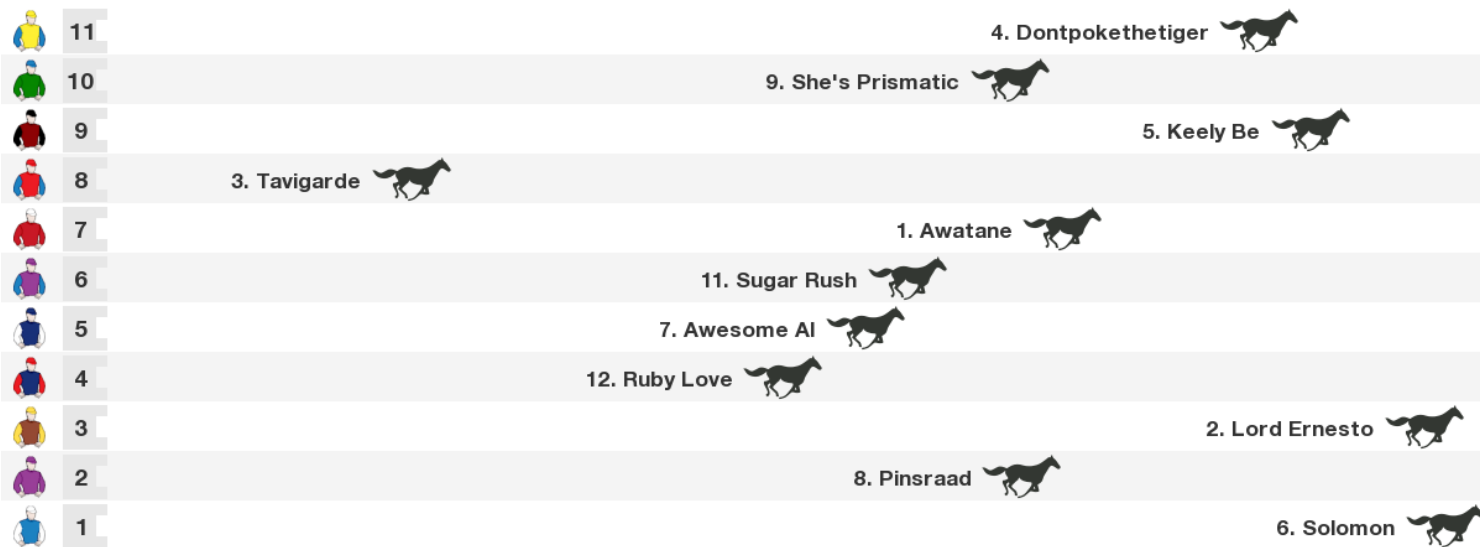 11 4. Dontpokethetiger
10 9. She's Prismatic
9 5. Keely Be
8 3. Tavigarde
7 1. Awatane
6 11. Sugar Rush
5 7. Awesome Al
4 12. Ruby Love
3 2. Lord Ernesto
2 8. Pinsraad
1 6. Solomon